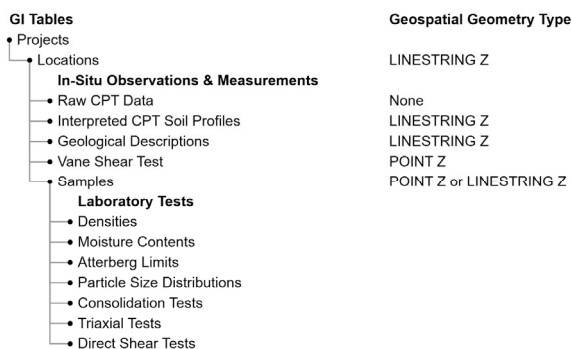 GI Tables Geospatial Geometry Type
Projects
Locations LINESTRING Z
In-Situ Observations & Measurements
Raw CPT Data None
Interpreted CPT Soil Profiles LINESTRING Z
Geological Descriptions LINESTRING Z
Vane Shear Test POINT Z
Samples POINT Z or LINESTRING Z
Laboratory Tests
Densities
Moisture Contents
Atterberg Limits
Particle Size Distributions
Consolidation Tests
Triaxial Tests
Direct Shear Tests